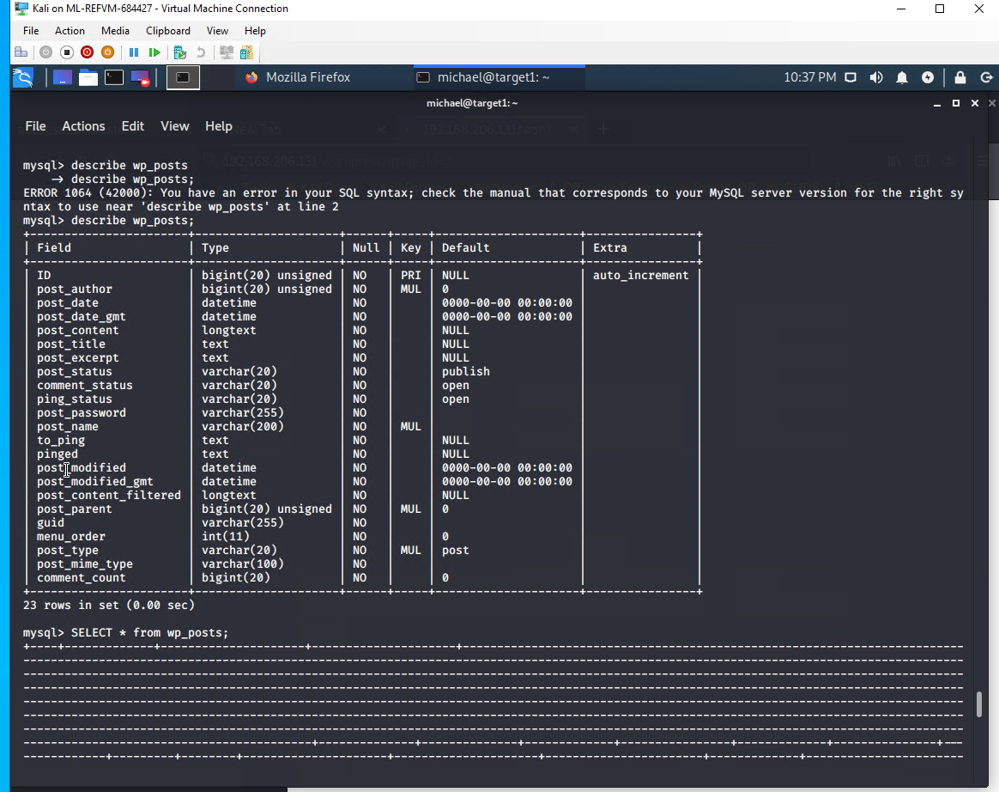 Kali on ML-REFVM-684427 - Virtual Machine Connection
File Action Media Clipboard View Help
Mozilla Firefox michael@target1: ~ 10:37 PM
michael@target1: ~
File Actions Edit View Help
New Tab 192.168.206.131
192.168.206.131
mysql> describe wp_posts
    -> describe wp_posts;
ERROR 1064 (42000): You have an error in your SQL syntax; check the manual that corresponds to your MySQL server version for the right sy
ntax to use near 'describe wp_posts' at line 2
mysql> describe wp_posts;
+-----------------------+---------------------+------+-----+---------------------+----------------+
| Field                 | Type                | Null | Key | Default             | Extra          |
+-----------------------+---------------------+------+-----+---------------------+----------------+
| ID                    | bigint(20) unsigned | NO   | PRI | NULL                | auto_increment |
| post_author           | bigint(20) unsigned | NO   | MUL | 0                   |                |
| post_date             | datetime            | NO   |     | 0000-00-00 00:00:00 |                |
| post_date_gmt         | datetime            | NO   |     | 0000-00-00 00:00:00 |                |
| post_content          | longtext            | NO   |     | NULL                |                |
| post_title            | text                | NO   |     | NULL                |                |
| post_excerpt          | text                | NO   |     | NULL                |                |
| post_status           | varchar(20)         | NO   |     | publish             |                |
| comment_status        | varchar(20)         | NO   |     | open                |                |
| ping_status           | varchar(20)         | NO   |     | open                |                |
| post_password         | varchar(255)        | NO   |     |                     |                |
| post_name             | varchar(200)        | NO   | MUL |                     |                |
| to_ping               | text                | NO   |     | NULL                |                |
| pinged                | text                | NO   |     | NULL                |                |
| post_modified         | datetime            | NO   |     | 0000-00-00 00:00:00 |                |
| post_modified_gmt     | datetime            | NO   |     | 0000-00-00 00:00:00 |                |
| post_content_filtered | longtext            | NO   |     | NULL                |                |
| post_parent           | bigint(20) unsigned | NO   | MUL | 0                   |                |
| guid                  | varchar(255)        | NO   |     |                     |                |
| menu_order            | int(11)             | NO   |     | 0                   |                |
| post_type             | varchar(20)         | NO   | MUL | post                |                |
| post_mime_type        | varchar(100)        | NO   |     |                     |                |
| comment_count         | bigint(20)          | NO   |     | 0                   |                |
+-----------------------+---------------------+------+-----+---------------------+----------------+
23 rows in set (0.00 sec)
mysql> SELECT * from wp_posts;